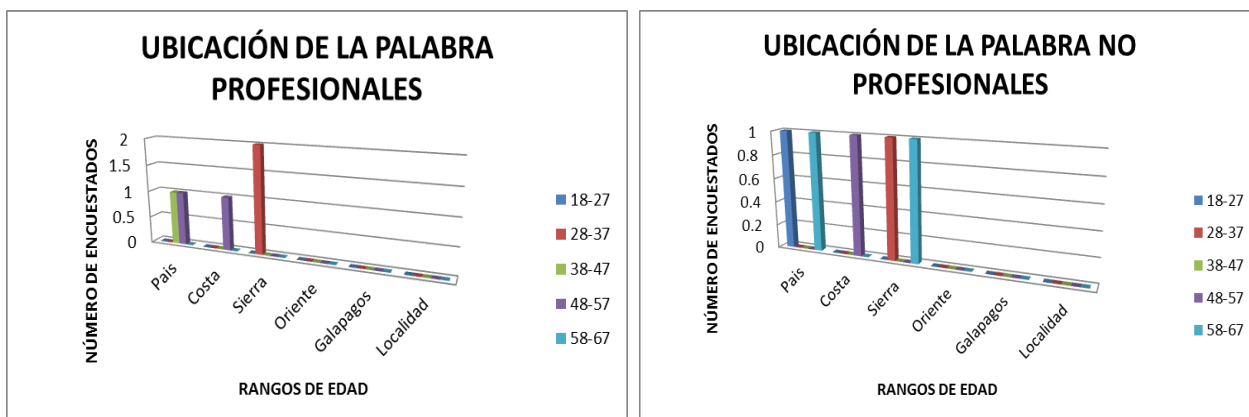 UBICACIÓN DE LA PALABRA
PROFESIONALES
NÚMERO DE ENCUESTADOS
2
1.5
1
0.5
0
Pais
Costa
Sierra
Oriente
Galapagos
Localidad
RANGOS DE EDAD
18-27
28-37
38-47
48-57
58-67
UBICACIÓN DE LA PALABRA NO
PROFESIONALES
NÚMERO DE ENCUESTADOS
1
0.8
0.6
0.4
0.2
0
Pais
Costa
Sierra
Oriente
Galapagos
Localidad
RANGOS DE EDAD
18-27
28-37
38-47
48-57
58-67